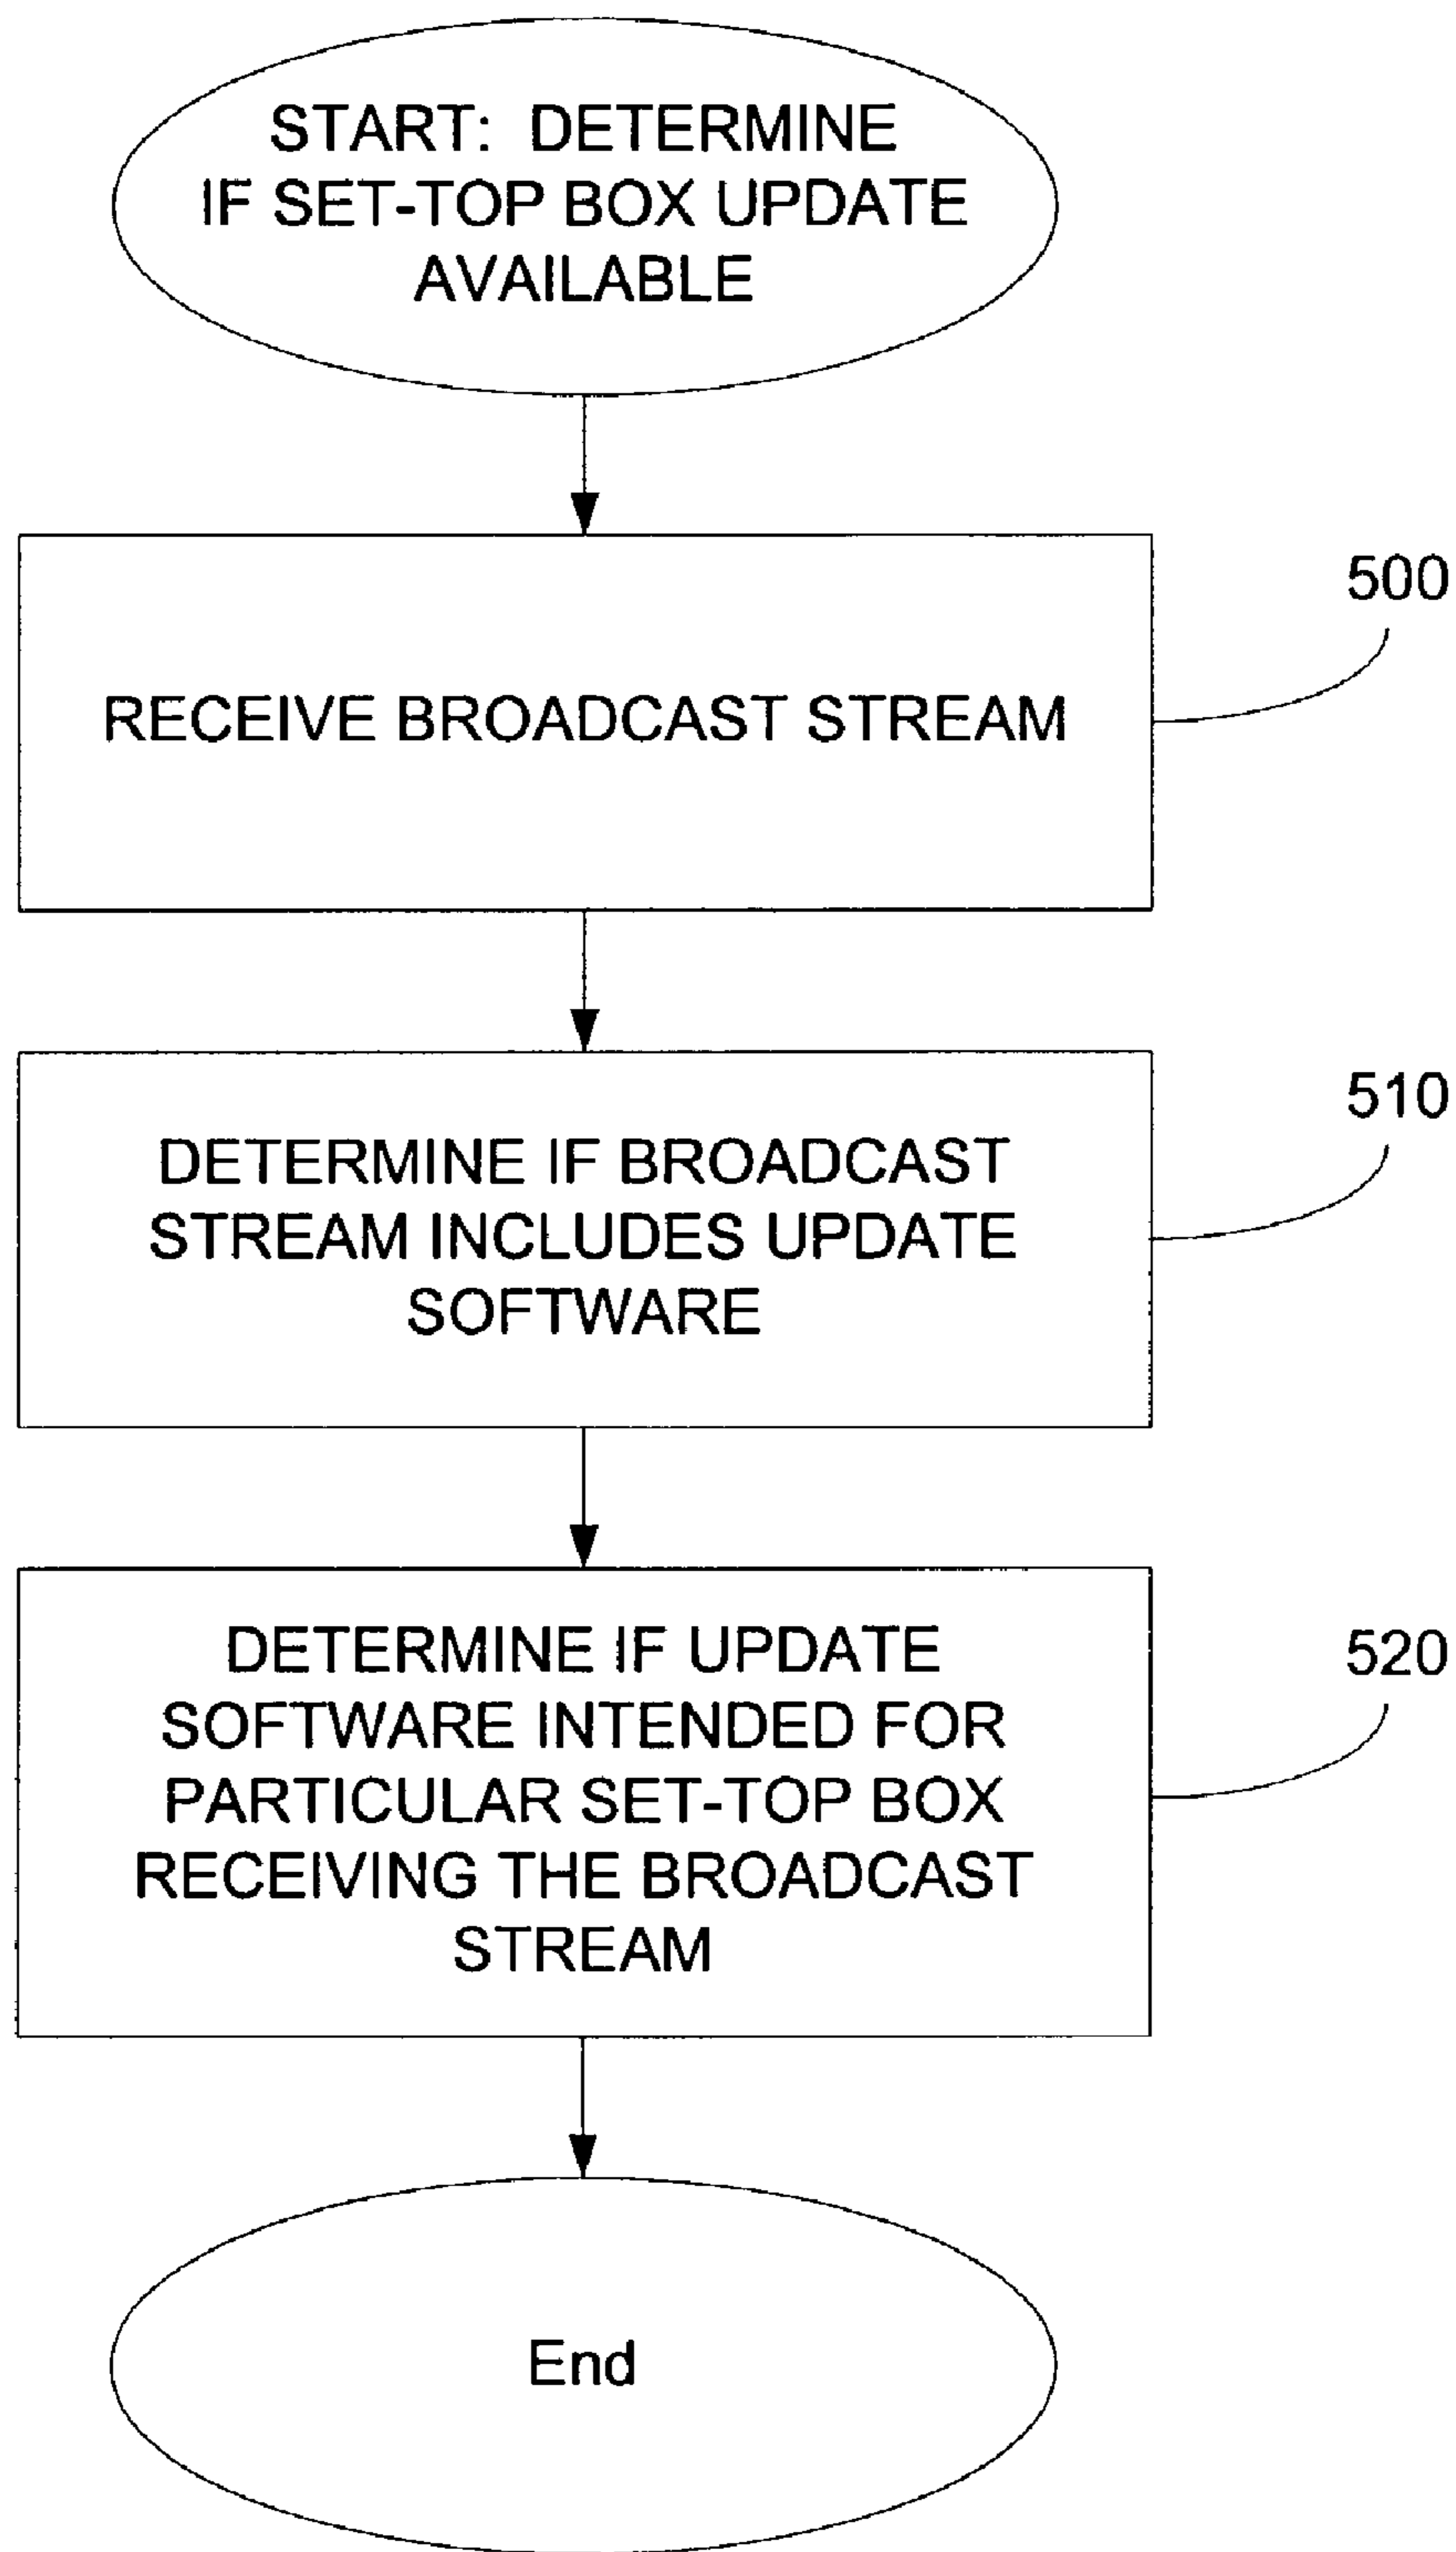 START: DETERMINE
IF SET-TOP BOX UPDATE
AVAILABLE
500
RECEIVE BROADCAST STREAM
510
DETERMINE IF BROADCAST
STREAM INCLUDES UPDATE
SOFTWARE
520
DETERMINE IF UPDATE
SOFTWARE INTENDED FOR
PARTICULAR SET-TOP BOX
RECEIVING THE BROADCAST
STREAM
End